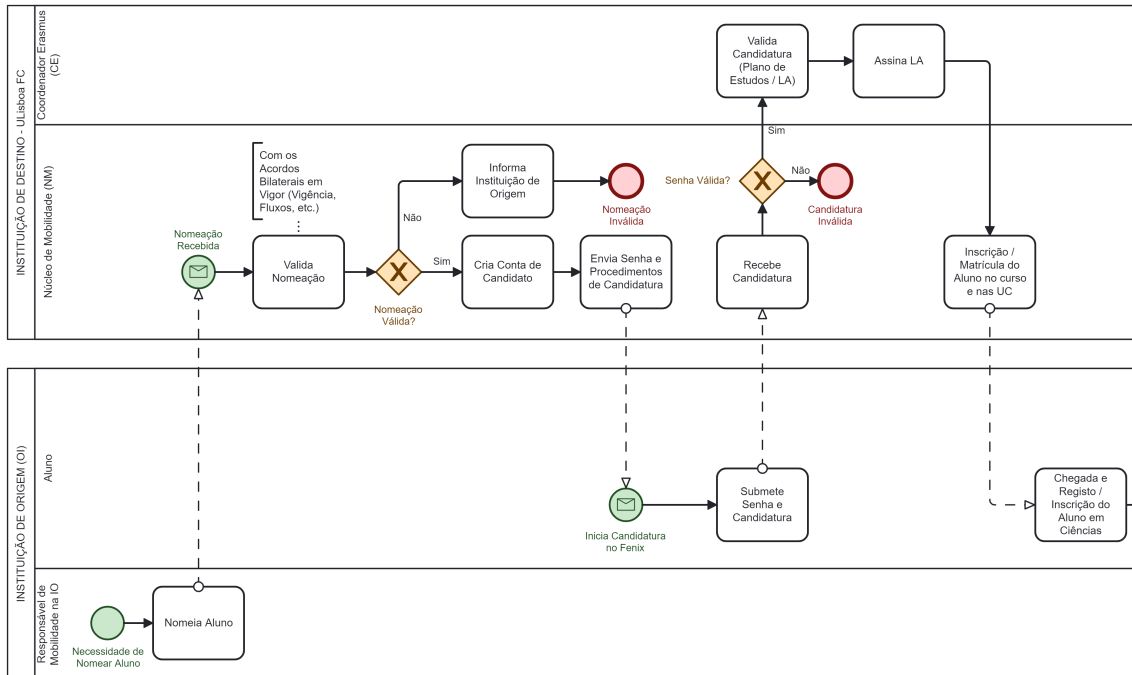 INSTITUIÇÃO DE DESTINO - ULisboa FC
Coordenador Erasmus
(CE)
Valida
Candidatura
(Plano de
Estudos / LA)
Assina LA
Núcleo de Mobilidade (NM)
Com os
Acordos
Bilaterais em
Vigor (Vigência,
Fluxos, etc.)
Nomeação
Recebida
Valida
Nomeação
Nomeação
Válida?
Não
Sim
Informa
Instituição de
Origem
Nomeação
Inválida
Cria Conta de
Candidato
Envia Senha e
Procedimentos
de Candidatura
Recebe
Candidatura
Senha Válida?
Sim
Não
Candidatura
Inválida
Inscrição /
Matrícula do
Aluno no curso
e nas UC
INSTITUIÇÃO DE ORIGEM (OI)
Aluno
Inicia Candidatura
no Fenix
Submete
Senha e
Candidatura
Chegada e
Registo /
Inscrição do
Aluno em
Ciências
Responsável de
Mobilidade na IO
Necessidade de
Nomear Aluno
Nomeia Aluno